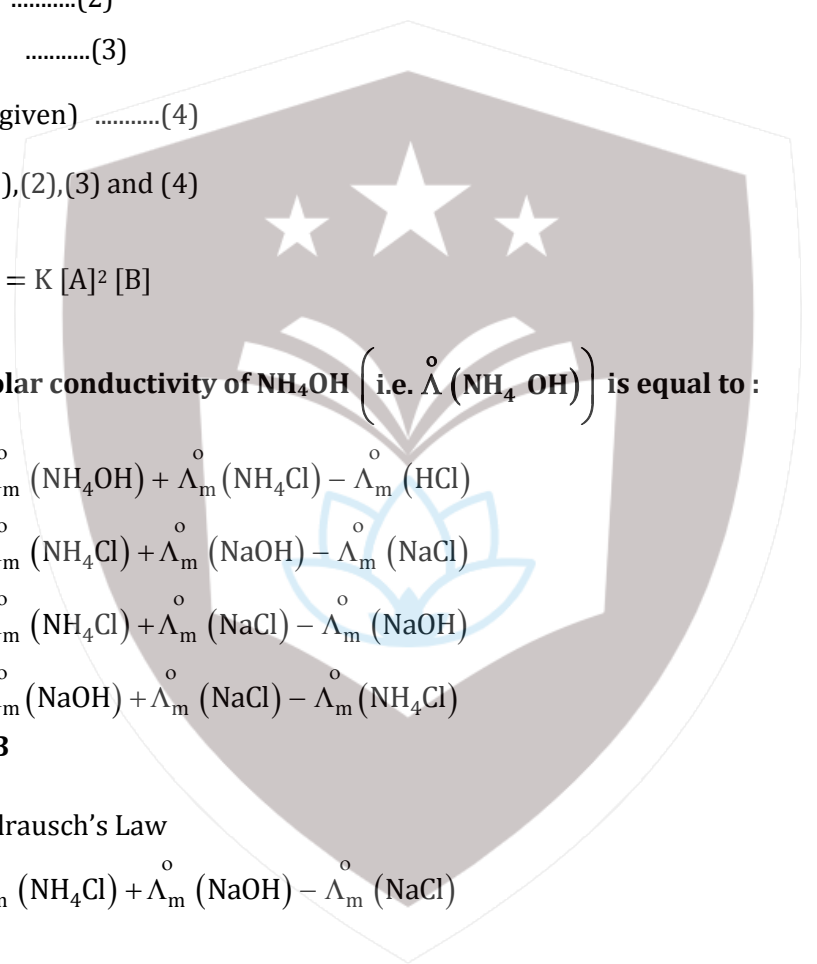 ...........(2)
...........(3)
given) ...........(4)
),(2),(3) and (4)
= K [A]² [B]
olar conductivity of NH₄OH (i.e. Λ° (NH₄ OH)) is equal to :
°m (NH₄OH) + Λ°m (NH₄Cl) – Λ°m (HCl)
°m (NH₄Cl) + Λ°m (NaOH) – Λ°m (NaCl)
°m (NH₄Cl) + Λ°m (NaCl) – Λ°m (NaOH)
°m (NaOH) + Λ°m (NaCl) – Λ°m (NH₄Cl)
lrausch's Law
m (NH₄Cl) + Λ°m (NaOH) – Λ°m (NaCl)